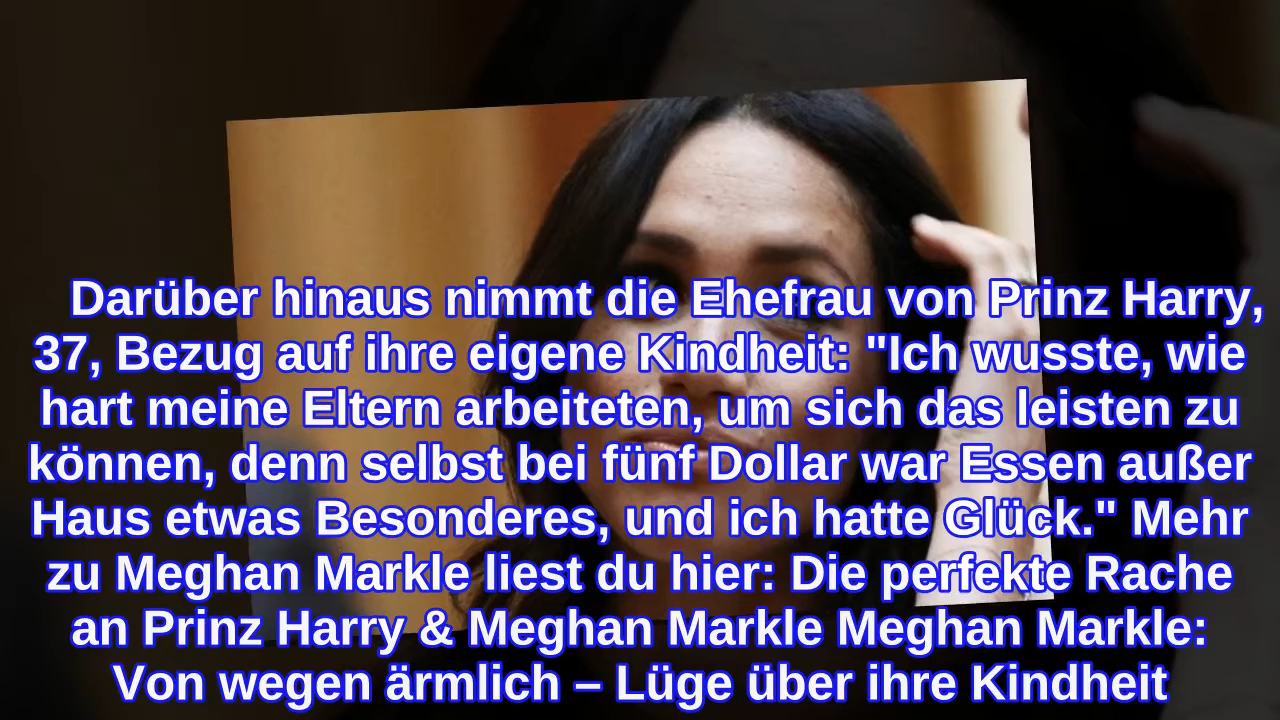 Darüber hinaus nimmt die Ehefrau von Prinz Harry,
37, Bezug auf ihre eigene Kindheit: "Ich wusste, wie
hart meine Eltern arbeiteten, um sich das leisten zu
können, denn selbst bei fünf Dollar war Essen außer
Haus etwas Besonderes, und ich hatte Glück." Mehr
zu Meghan Markle liest du hier: Die perfekte Rache
an Prinz Harry & Meghan Markle Meghan Markle:
Von wegen ärmlich – Lüge über ihre Kindheit